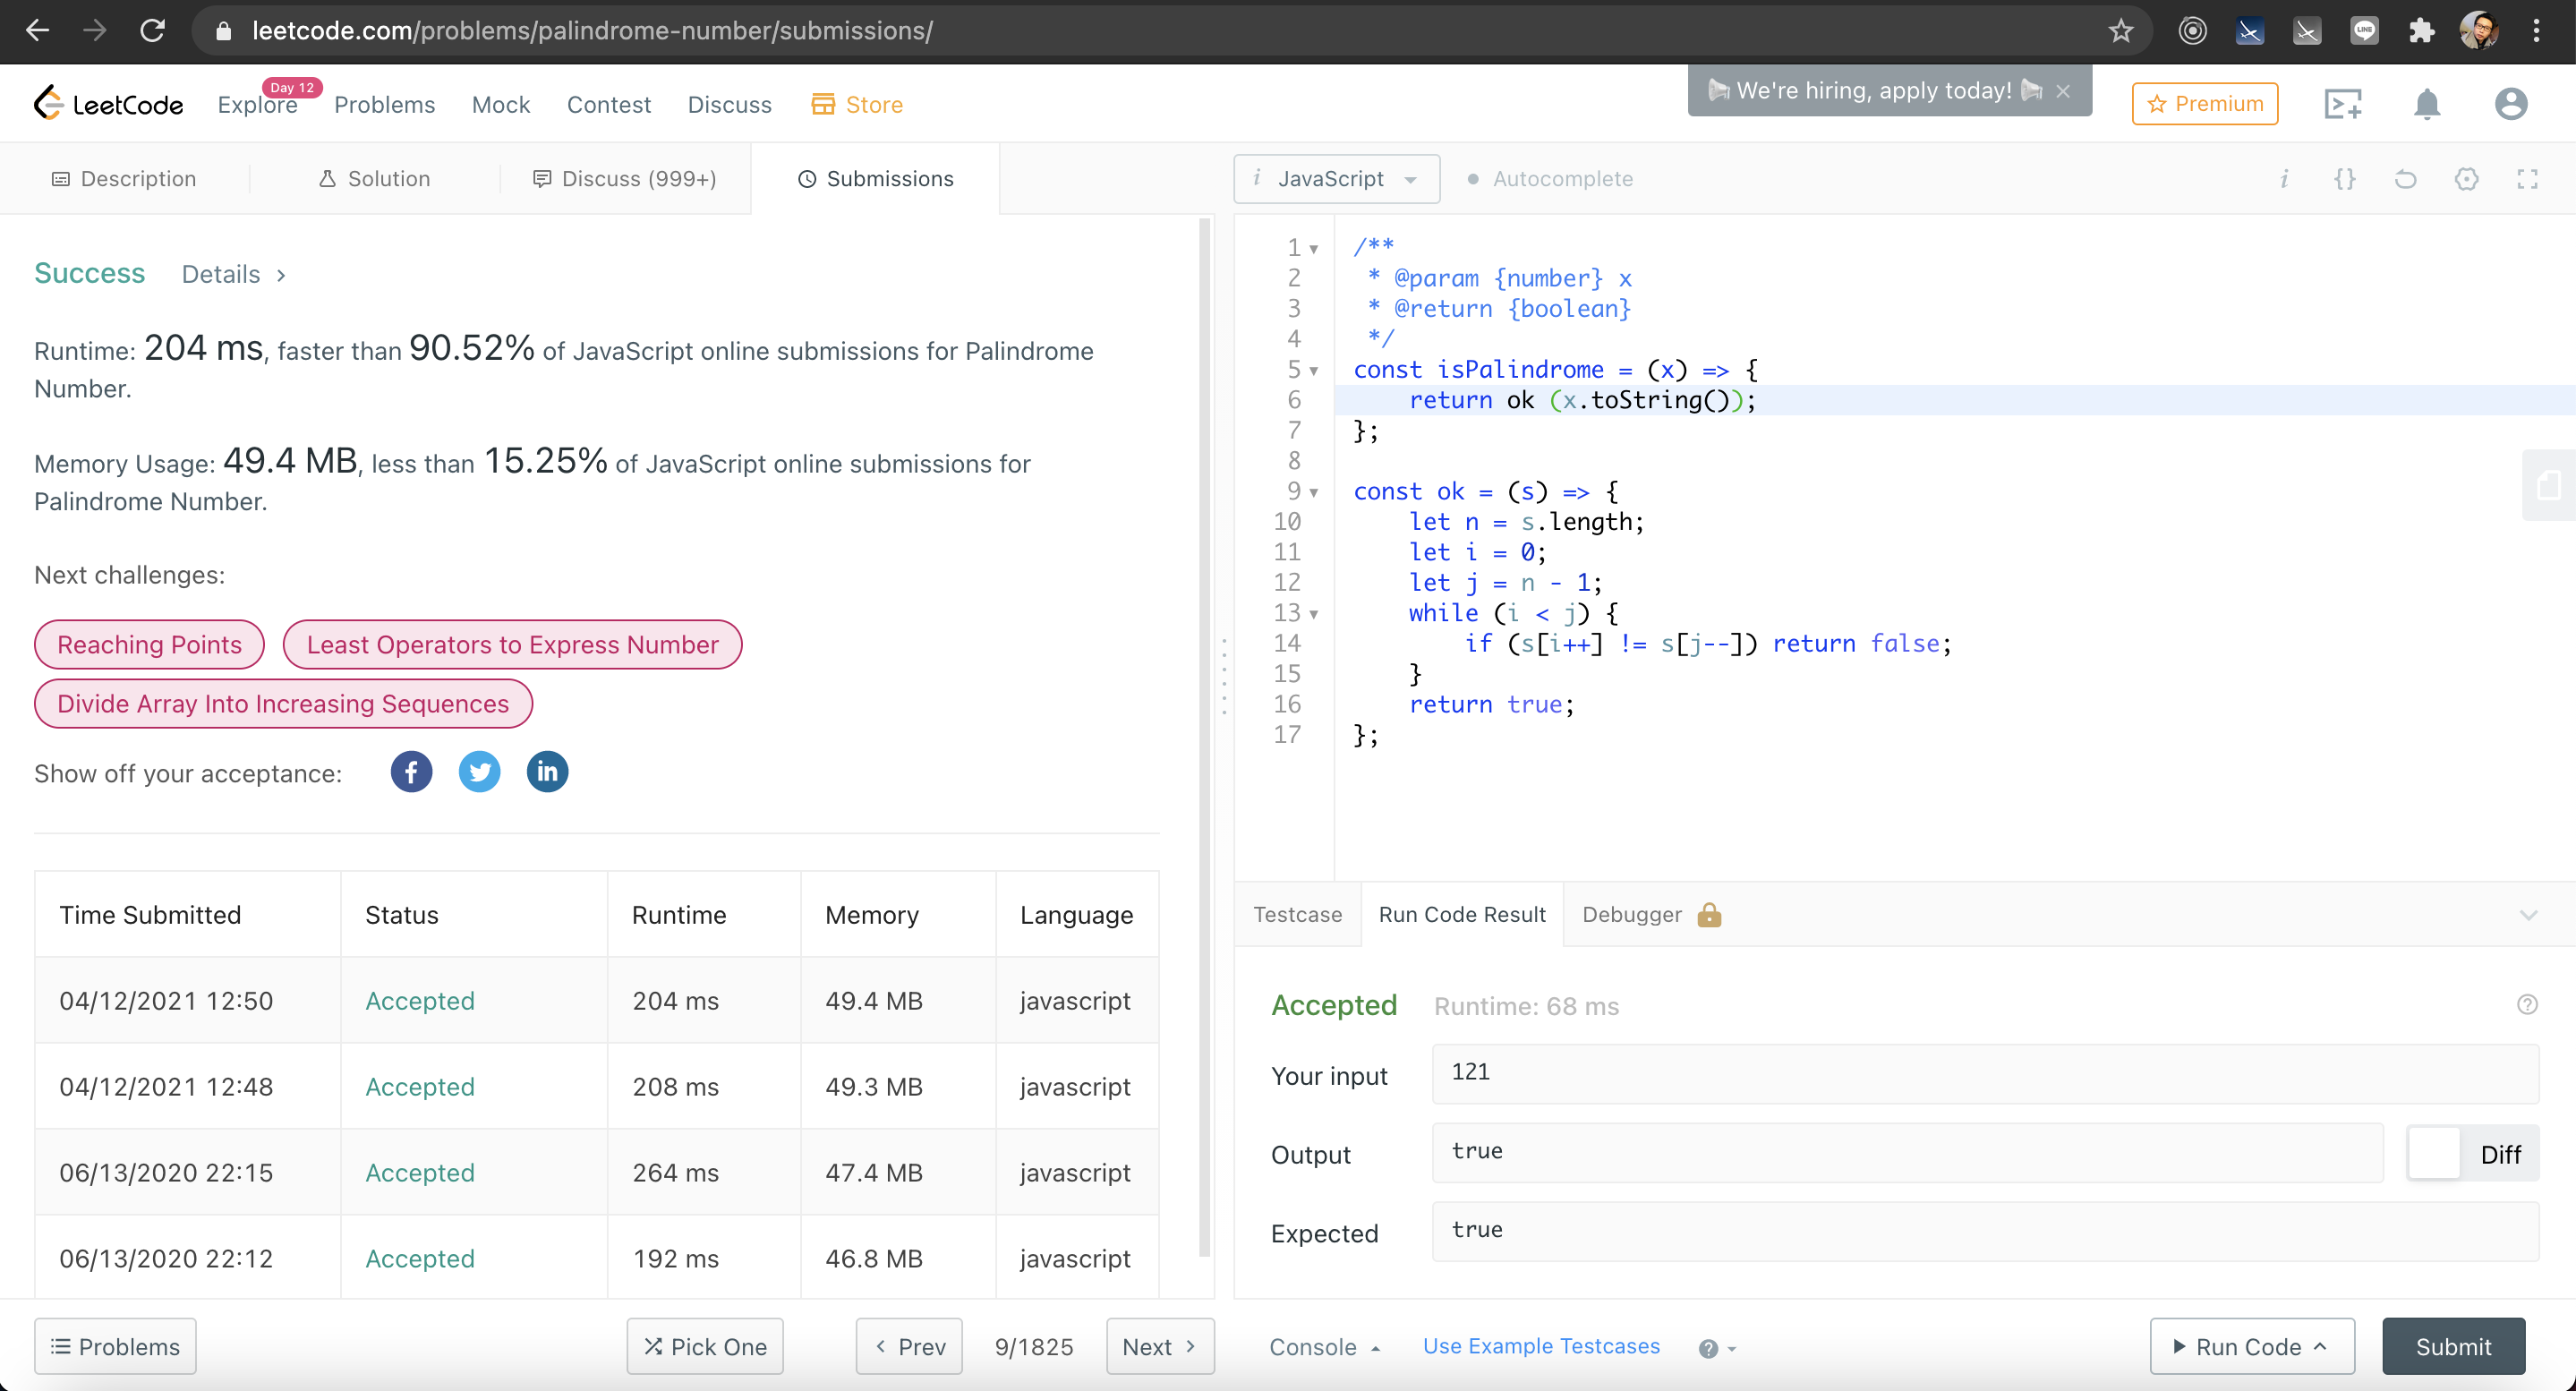 leetcode.com/problems/palindrome-number/submissions/
LeetCode
Explore
Day 12
Problems
Mock
Contest
Discuss
Store
We're hiring, apply today!
Premium
Description
Solution
Discuss (999+)
Submissions
Success
Details
Runtime: 204 ms, faster than 90.52% of JavaScript online submissions for Palindrome
Number.
Memory Usage: 49.4 MB, less than 15.25% of JavaScript online submissions for
Palindrome Number.
Next challenges:
Reaching Points
Least Operators to Express Number
Divide Array Into Increasing Sequences
Show off your acceptance:
Time Submitted Status Runtime Memory Language
04/12/2021 12:50 Accepted 204 ms 49.4 MB javascript
04/12/2021 12:48 Accepted 208 ms 49.3 MB javascript
06/13/2020 22:15 Accepted 264 ms 47.4 MB javascript
06/13/2020 22:12 Accepted 192 ms 46.8 MB javascript
Problems
Pick One
Prev
9/1825
Next
i JavaScript
Autocomplete
i {}
1 /**
2  * @param {number} x
3  * @return {boolean}
4  */
5 const isPalindrome = (x) => {
6     return ok (x.toString());
7 };
8
9 const ok = (s) => {
10     let n = s.length;
11     let i = 0;
12     let j = n - 1;
13     while (i < j) {
14         if (s[i++] != s[j--]) return false;
15     }
16     return true;
17 };
Testcase
Run Code Result
Debugger
Accepted
Runtime: 68 ms
Your input
121
Output
true
Diff
Expected
true
Console
Use Example Testcases
Run Code
Submit